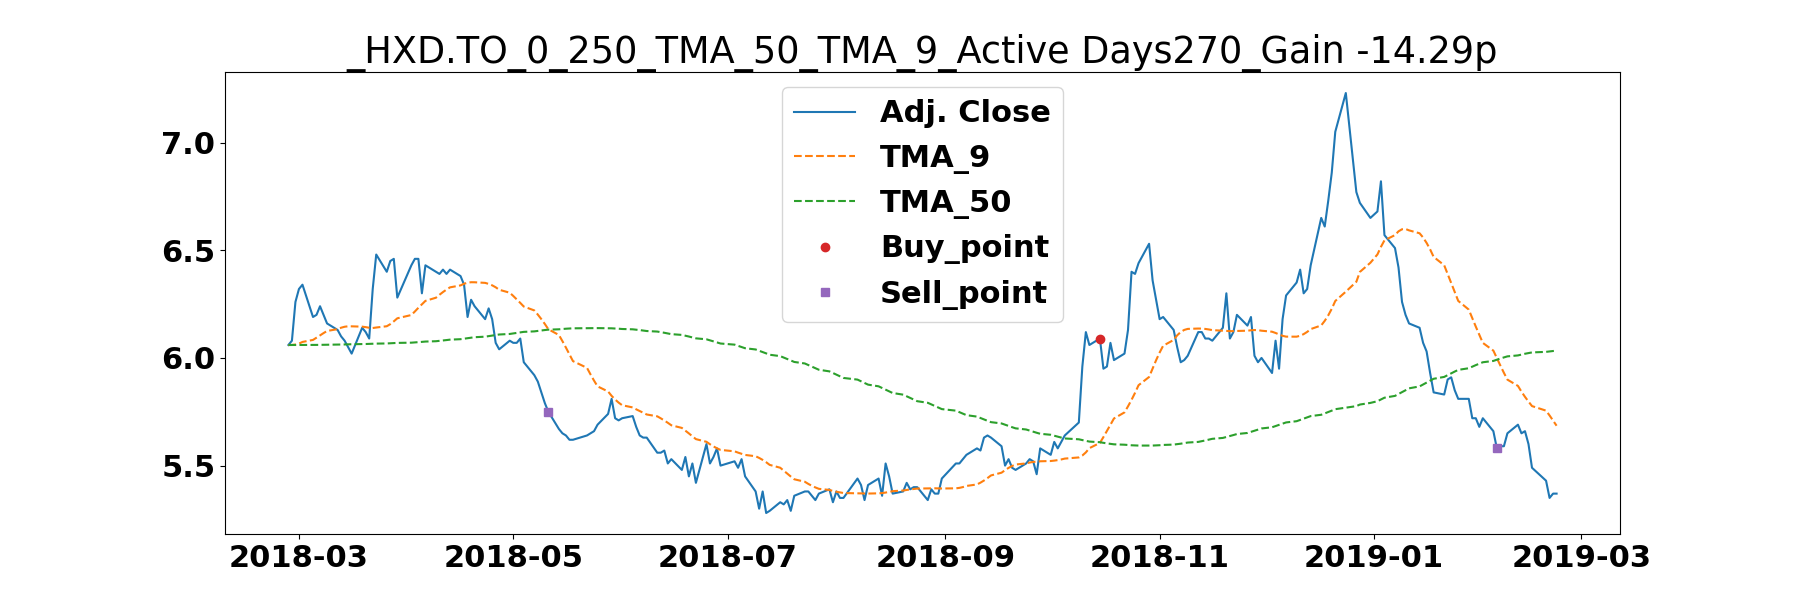 _HXD.TO_0_250_TMA_50_TMA_9_Active Days270_Gain -14.29p
Adj. Close
TMA_9
TMA_50
Buy_point
Sell_point
7.0
6.5
6.0
5.5
2018-03 2018-05 2018-07 2018-09 2018-11 2019-01 2019-03